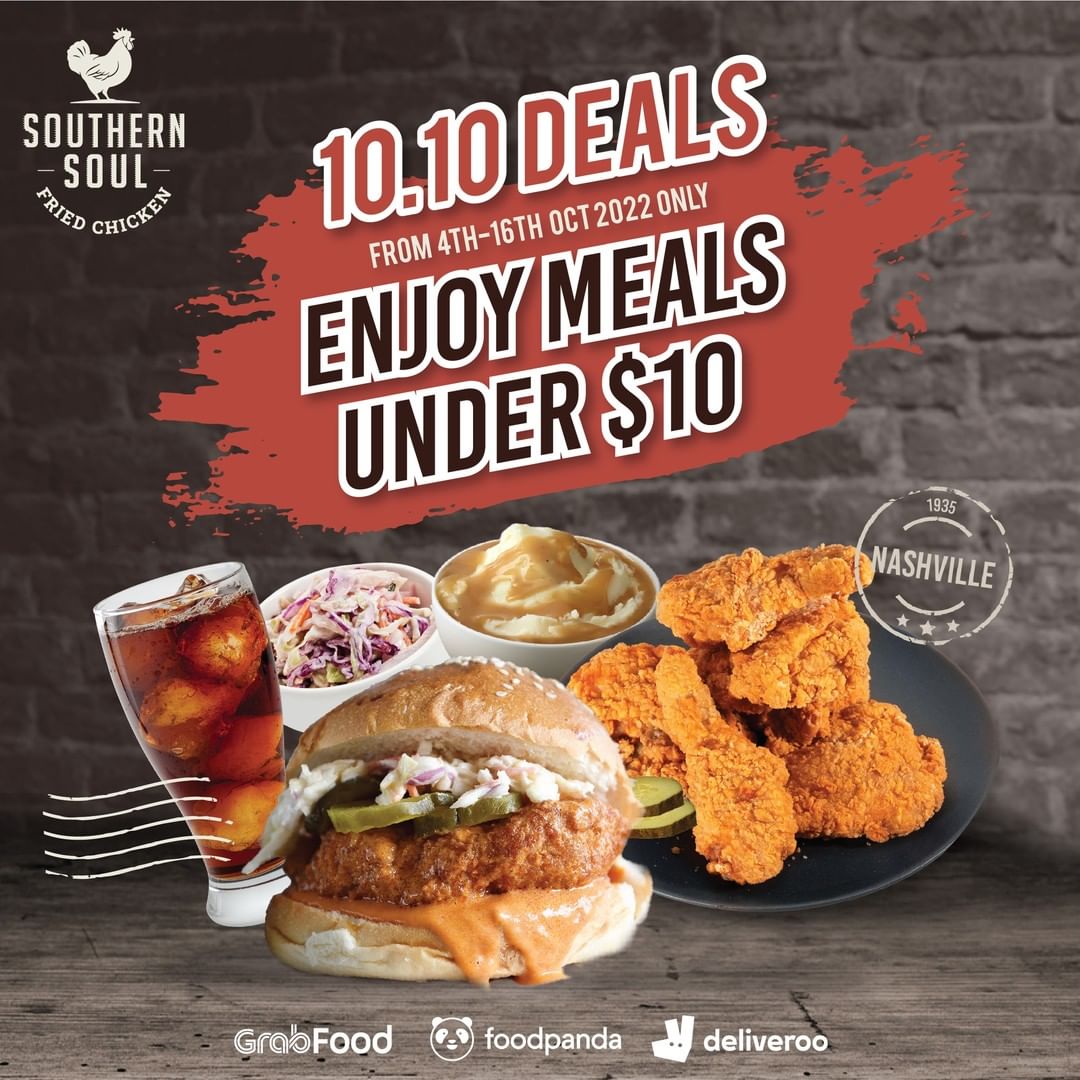 SOUTHERN
SOUL
FRIED CHICKEN
10.10 DEALS
FROM 4TH-16TH OCT 2022 ONLY
ENJOY MEALS
UNDER $10
1935
NASHVILLE
GrabFood
foodpanda
deliveroo